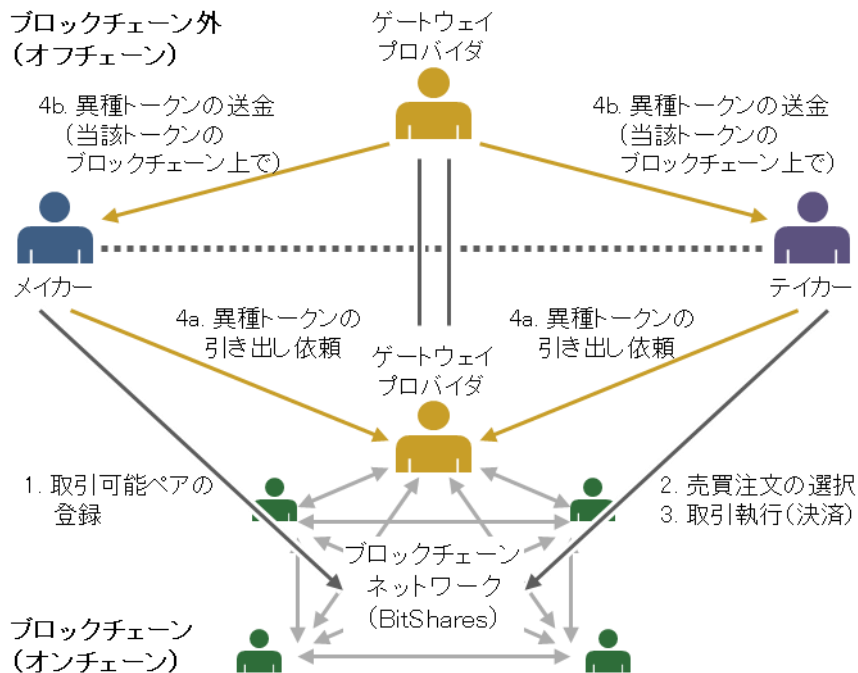 ブロックチェーン外
（オフチェーン）
ゲートウェイ
プロバイダ
4b. 異種トークンの送金
（当該トークンの
ブロックチェーン上で）
4b. 異種トークンの送金
（当該トークンの
ブロックチェーン上で）
メイカー
テイカー
4a. 異種トークンの
引き出し依頼
4a. 異種トークンの
引き出し依頼
ゲートウェイ
プロバイダ
1. 取引可能ペアの
登録
2. 売買注文の選択
3. 取引執行（決済）
ブロックチェーン
ネットワーク
（BitShares）
ブロックチェーン
（オンチェーン）